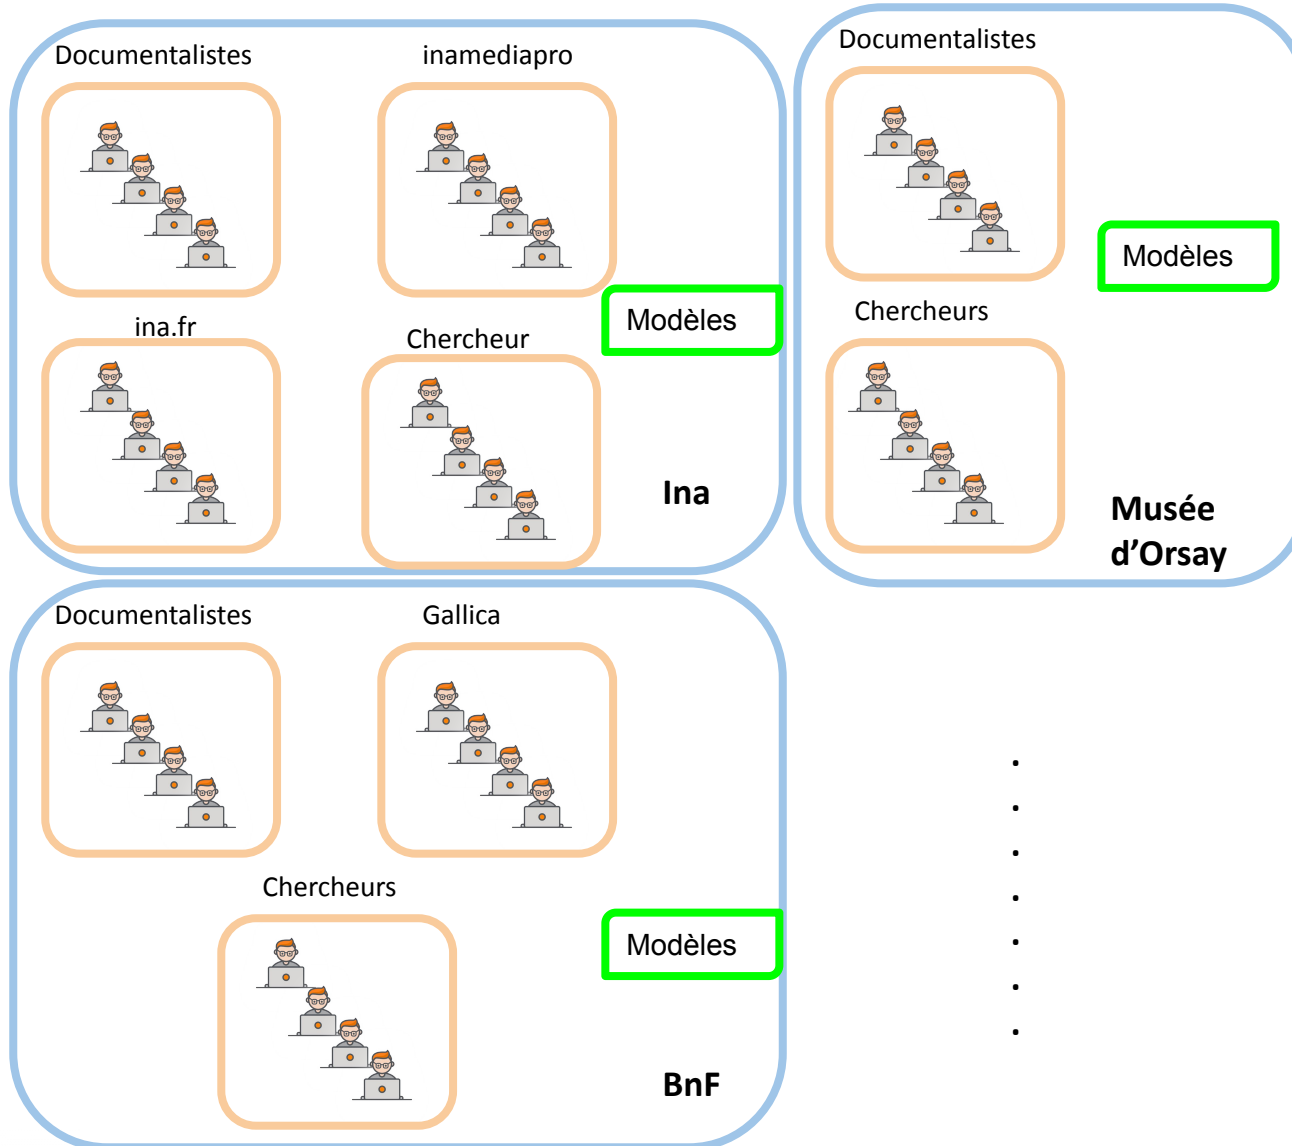 Documentalistes
inamediapro
ina.fr
Chercheur
Modèles
Ina
Documentalistes
Chercheurs
Modèles
Musée
d’Orsay
Documentalistes
Gallica
Chercheurs
Modèles
BnF
.
.
.
.
.
.
.